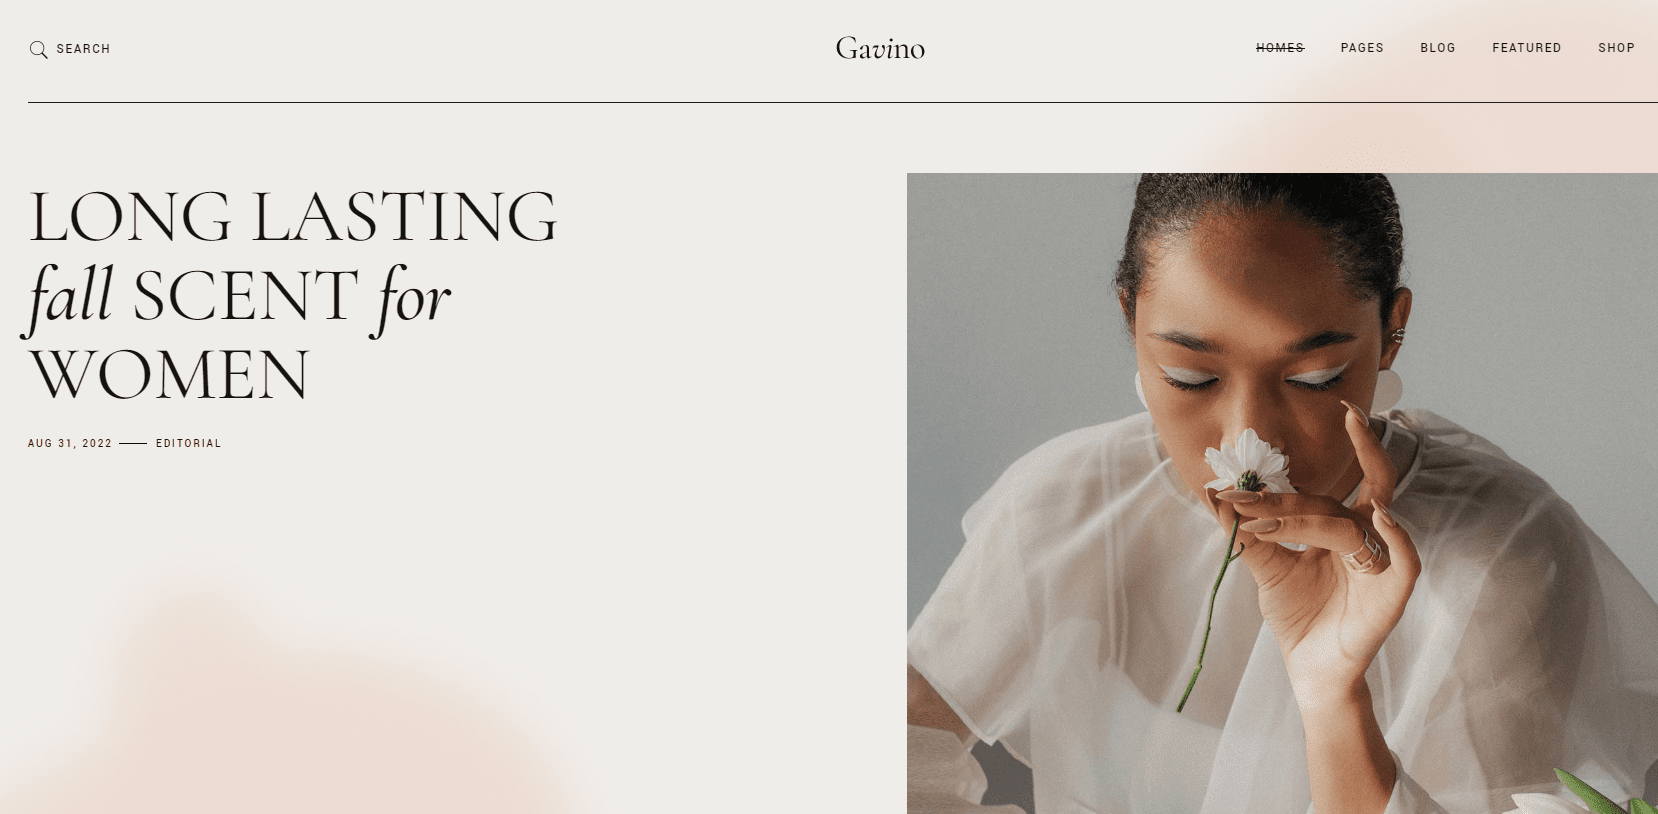 SEARCH
Gavino
HOMES PAGES BLOG FEATURED SHOP
LONG LASTING
fall SCENT for
WOMEN
AUG 31, 2022 EDITORIAL